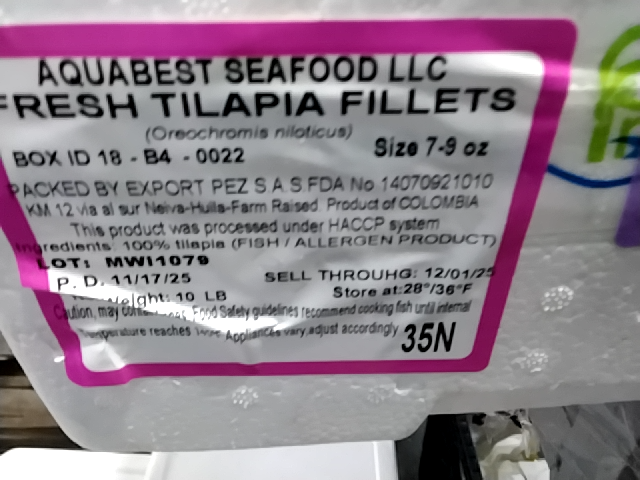 AQUABEST SEAFOOD LLC
FRESH TILAPIA FILLETS
(Oreochromis niloticus)
BOX ID 18 - B4 - 0022 Size 7-9 oz
PACKED BY EXPORT PEZ S.A.S.FDA No 14070921010
KM 12 via al sur Neiva-Huila-Farm Raised. Product of COLOMBIA
This product was processed under HACCP system
Ingredients: 100% tilapia (FISH / ALLERGEN PRODUCT)
LOT: MWI1079
P. D. 11/17/25 SELL THROUHG: 12/01/25
Weight: 10 LB Store at:28°/36°F
Caution, may Food Safety guidelines recommend cooking fish until internal
temperature reaches Appliances vary, adjust accordingly
35N